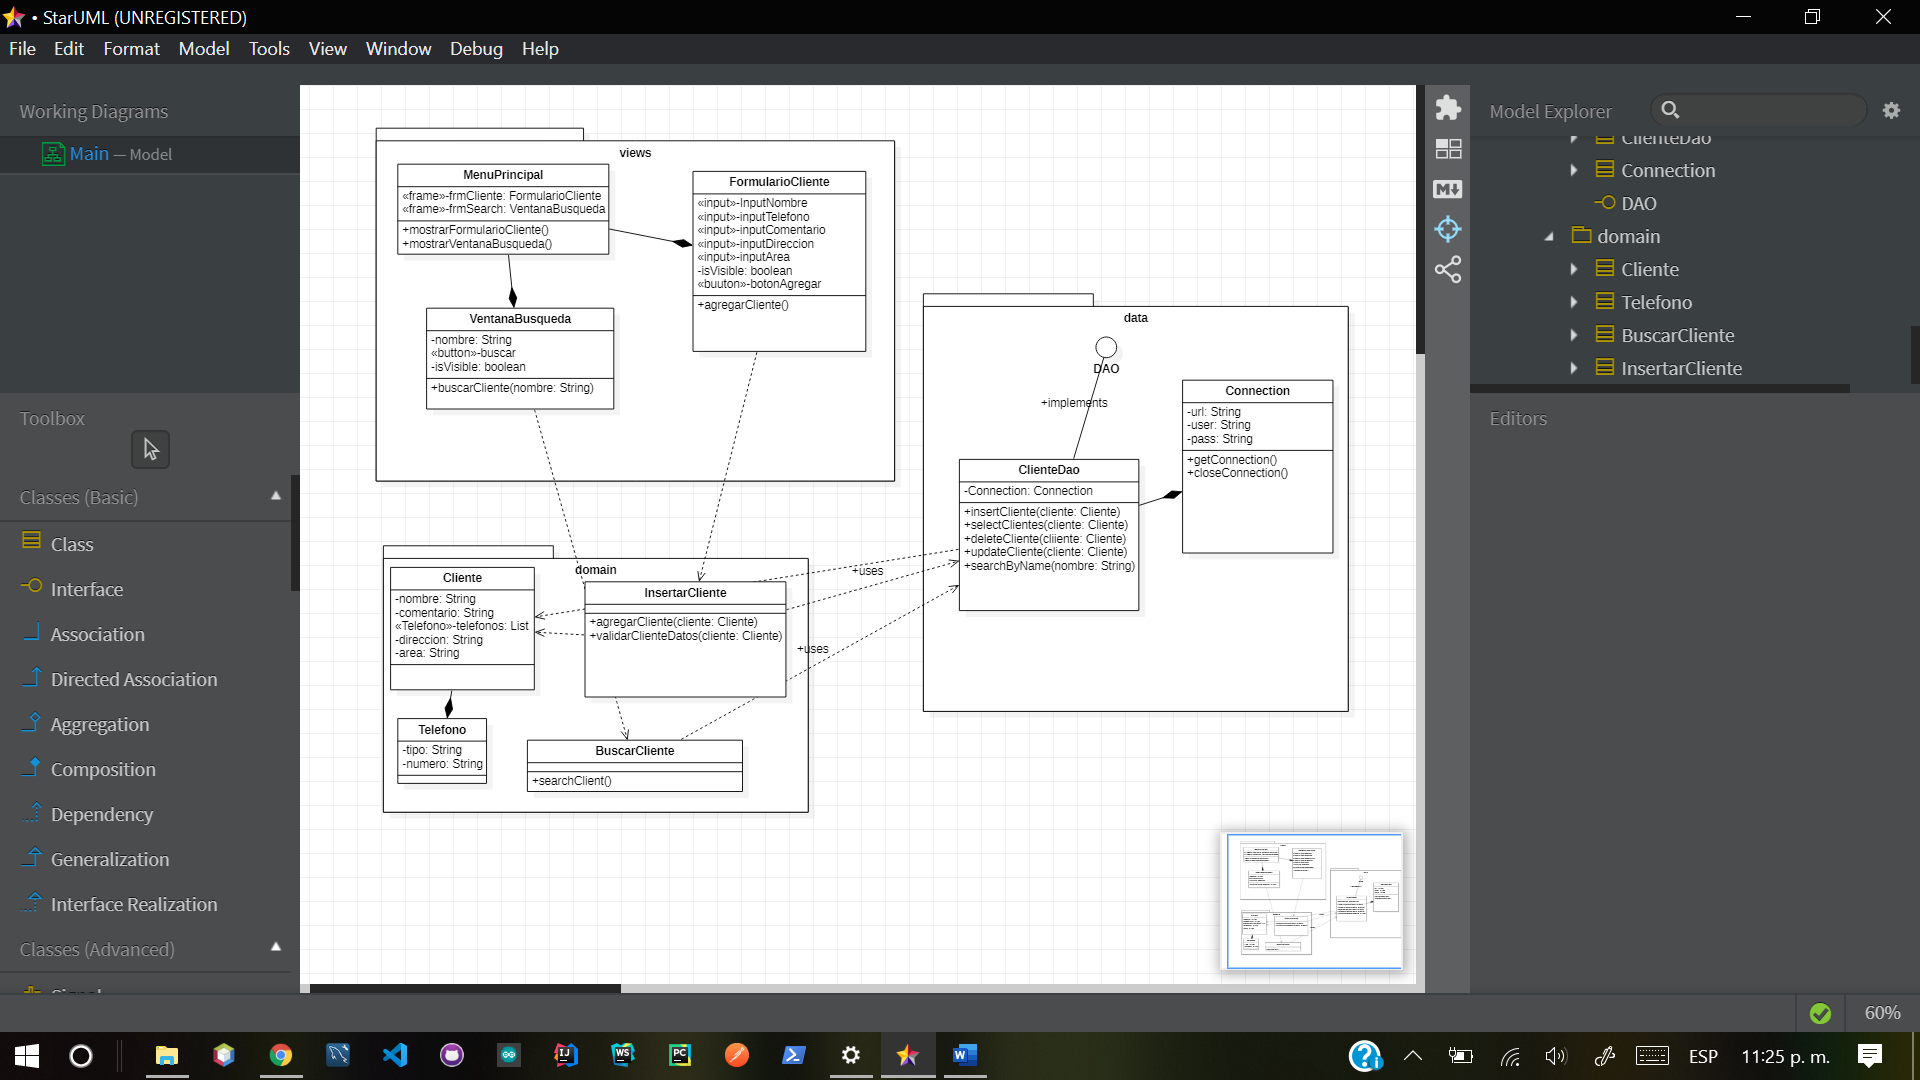 • StarUML (UNREGISTERED)
File Edit Format Model Tools View Window Debug Help
Working Diagrams
Main — Model
Toolbox
Classes (Basic)
Class
Interface
Association
Directed Association
Aggregation
Composition
Dependency
Generalization
Interface Realization
Classes (Advanced)
Signal
views
MenuPrincipal
«frame»-frmCliente: FormularioCliente
«frame»-frmSearch: VentanaBusqueda
+mostrarFormularioCliente()
+mostrarVentanaBusqueda()
FormularioCliente
«input»-InputNombre
«input»-inputTelefono
«input»-inputComentario
«input»-inputDireccion
«input»-inputArea
-isVisible: boolean
«buuton»-botonAgregar
+agregarCliente()
VentanaBusqueda
-nombre: String
«button»-buscar
-isVisible: boolean
+buscarCliente(nombre: String)
data
DAO
+implements
Connection
-url: String
-user: String
-pass: String
+getConnection()
+closeConnection()
ClienteDao
-Connection: Connection
+insertCliente(cliente: Cliente)
+selectClientes(cliente: Cliente)
+deleteCliente(cliiente: Cliente)
+updateCliente(cliente: Cliente)
+searchByName(nombre: String)
+uses
+uses
domain
Cliente
-nombre: String
-comentario: String
«Telefono»-telefonos: List
-direccion: String
-area: String
InsertarCliente
+agregarCliente(cliente: Cliente)
+validarClienteDatos(cliente: Cliente)
Telefono
-tipo: String
-numero: String
BuscarCliente
+searchClient()
Model Explorer
ClienteDao
Connection
DAO
domain
Cliente
Telefono
BuscarCliente
InsertarCliente
Editors
60%
ESP 11:25 p. m.